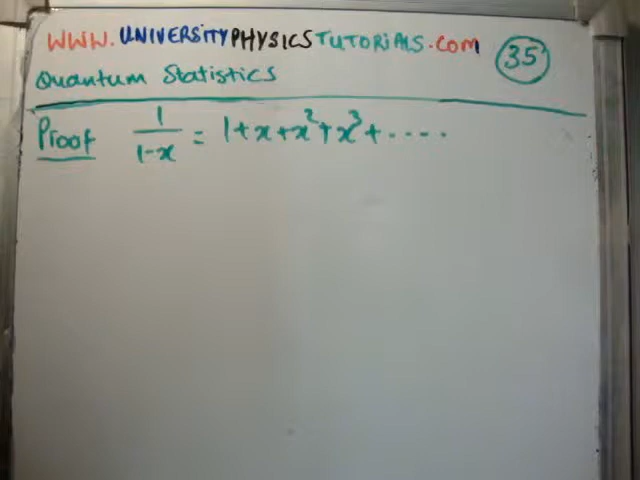 WWW.UNIVERSITYPHYSICSTUTORIALS.COM 35
Quantum Statistics
Proof 1/1-x = 1+x+x²+x³+....